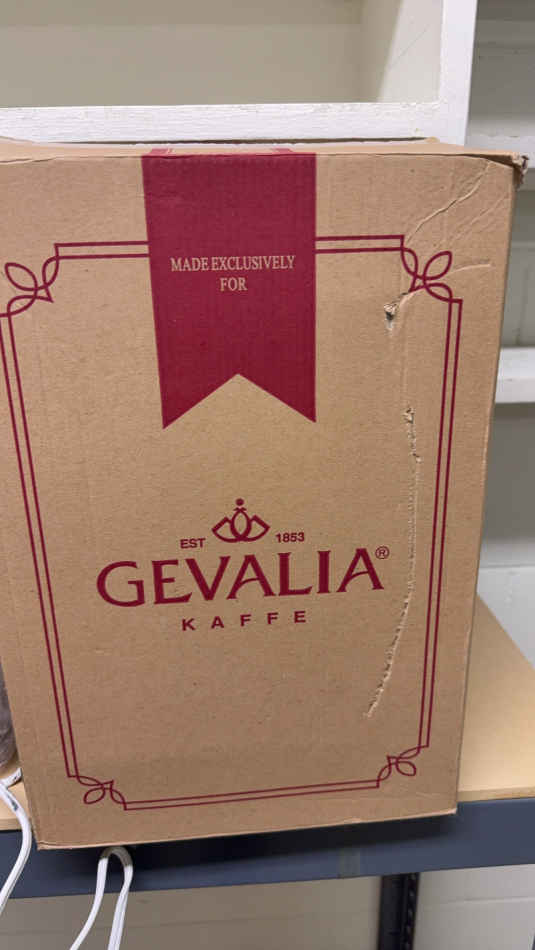 MADE EXCLUSIVELY
FOR
EST 1853
GEVALIA®
KAFFE